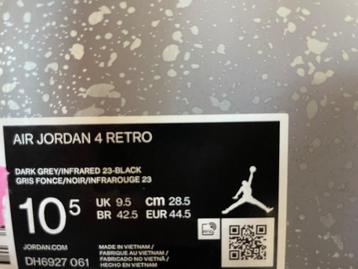 AIR JORDAN 4 RETRO
DARK GREY/INFRARED 23-BLACK
GRIS FONCE/NOIR/INFRAROUGE 23
10 5 UK 9.5 cm 28.5
BR 42.5 EUR 44.5
JORDAN.COM
DH6927 061
MADE IN VIETNAM /
FABRIQUE AU VIETNAM /
FABRICADO NO VIETNÃ /
HECHO EN VIETNAM